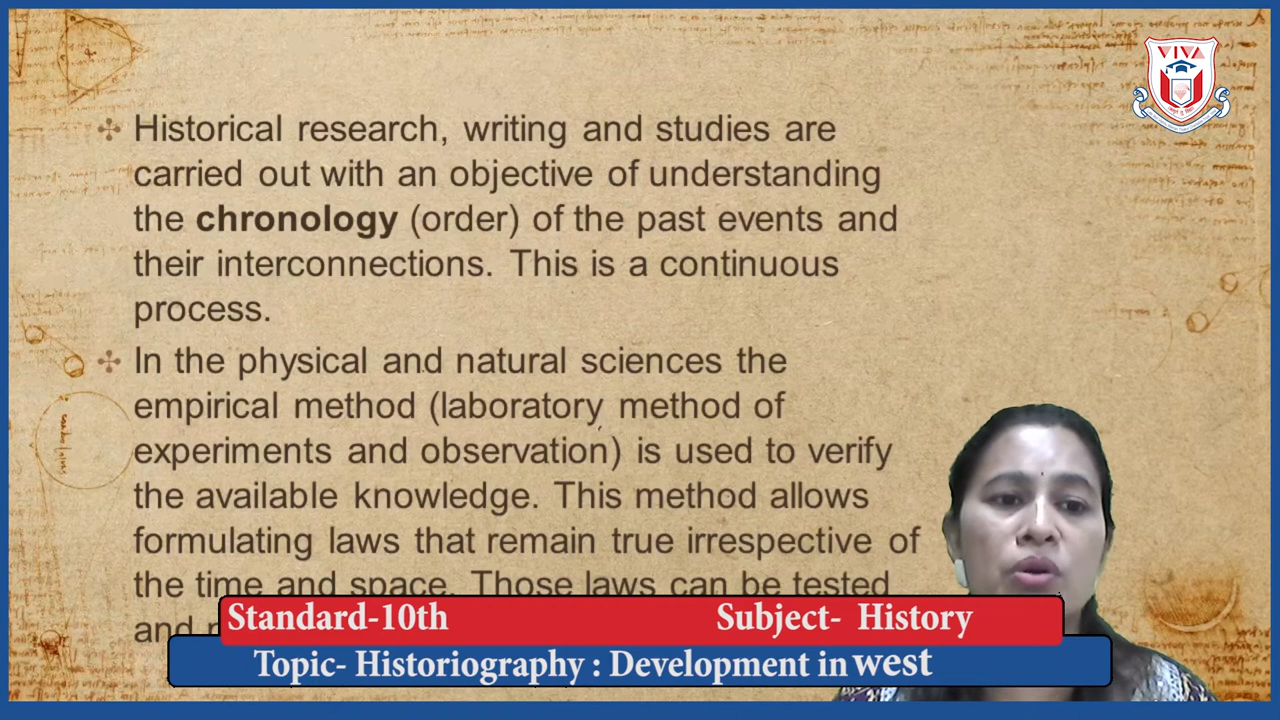 VIVA
Historical research, writing and studies are
carried out with an objective of understanding
the chronology (order) of the past events and
their interconnections. This is a continuous
process.
In the physical and natural sciences the
empirical method (laboratory method of
experiments and observation) is used to verify
the available knowledge. This method allows
formulating laws that remain true irrespective of
the time and space. Those laws can be tested
and
Standard-10th Subject- History
Topic- Historiography : Development in west